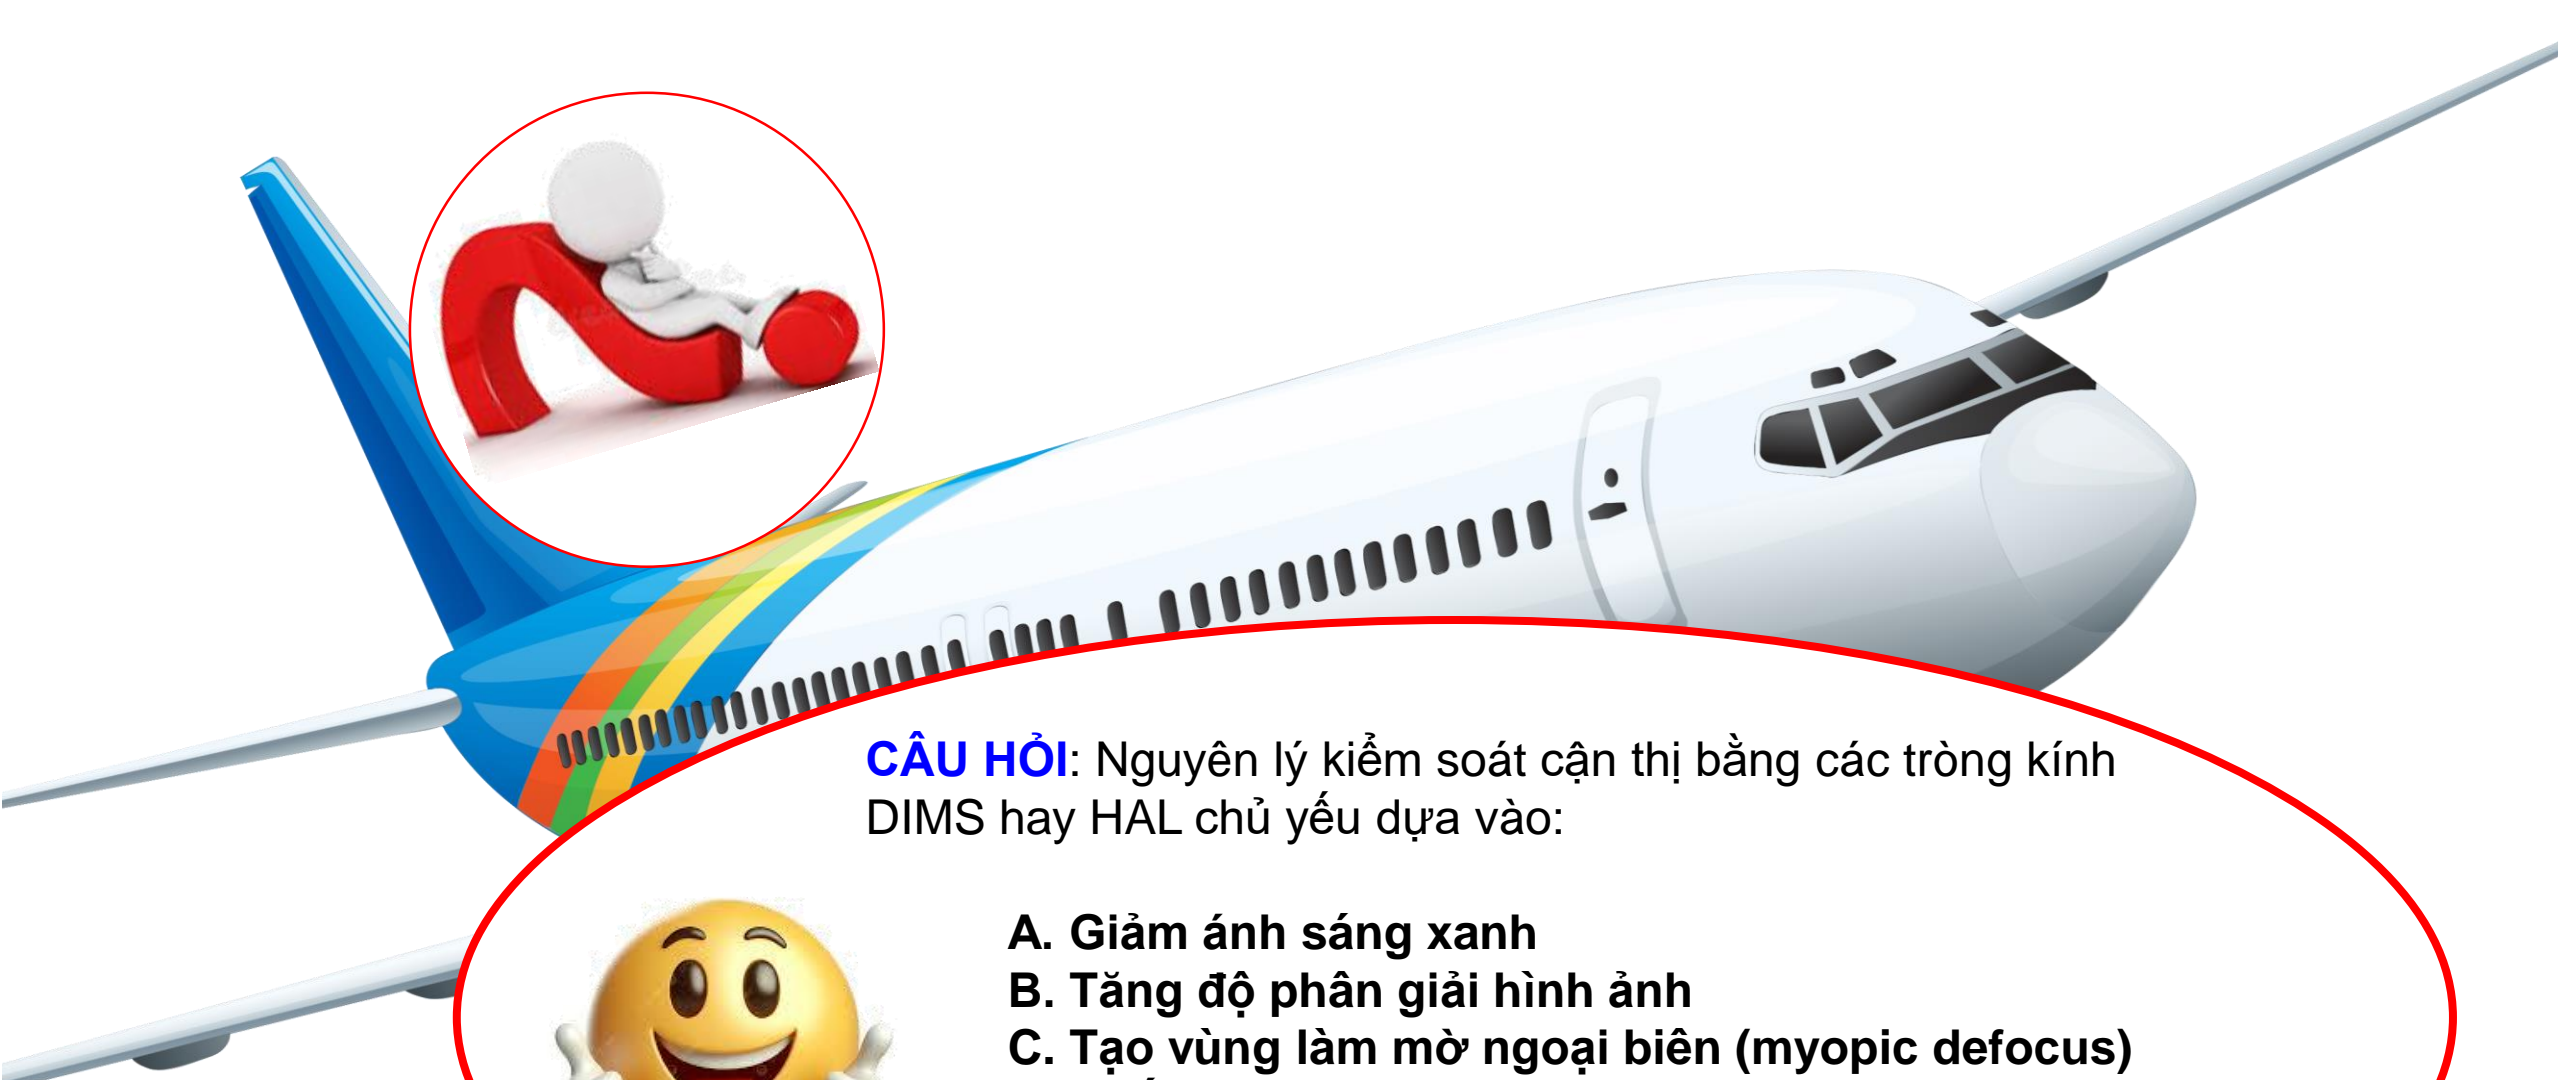 CÂU HỎI: Nguyên lý kiểm soát cận thị bằng các tròng kính
DIMS hay HAL chủ yếu dựa vào:
A. Giảm ánh sáng xanh
B. Tăng độ phân giải hình ảnh
C. Tạo vùng làm mờ ngoại biên (myopic defocus)